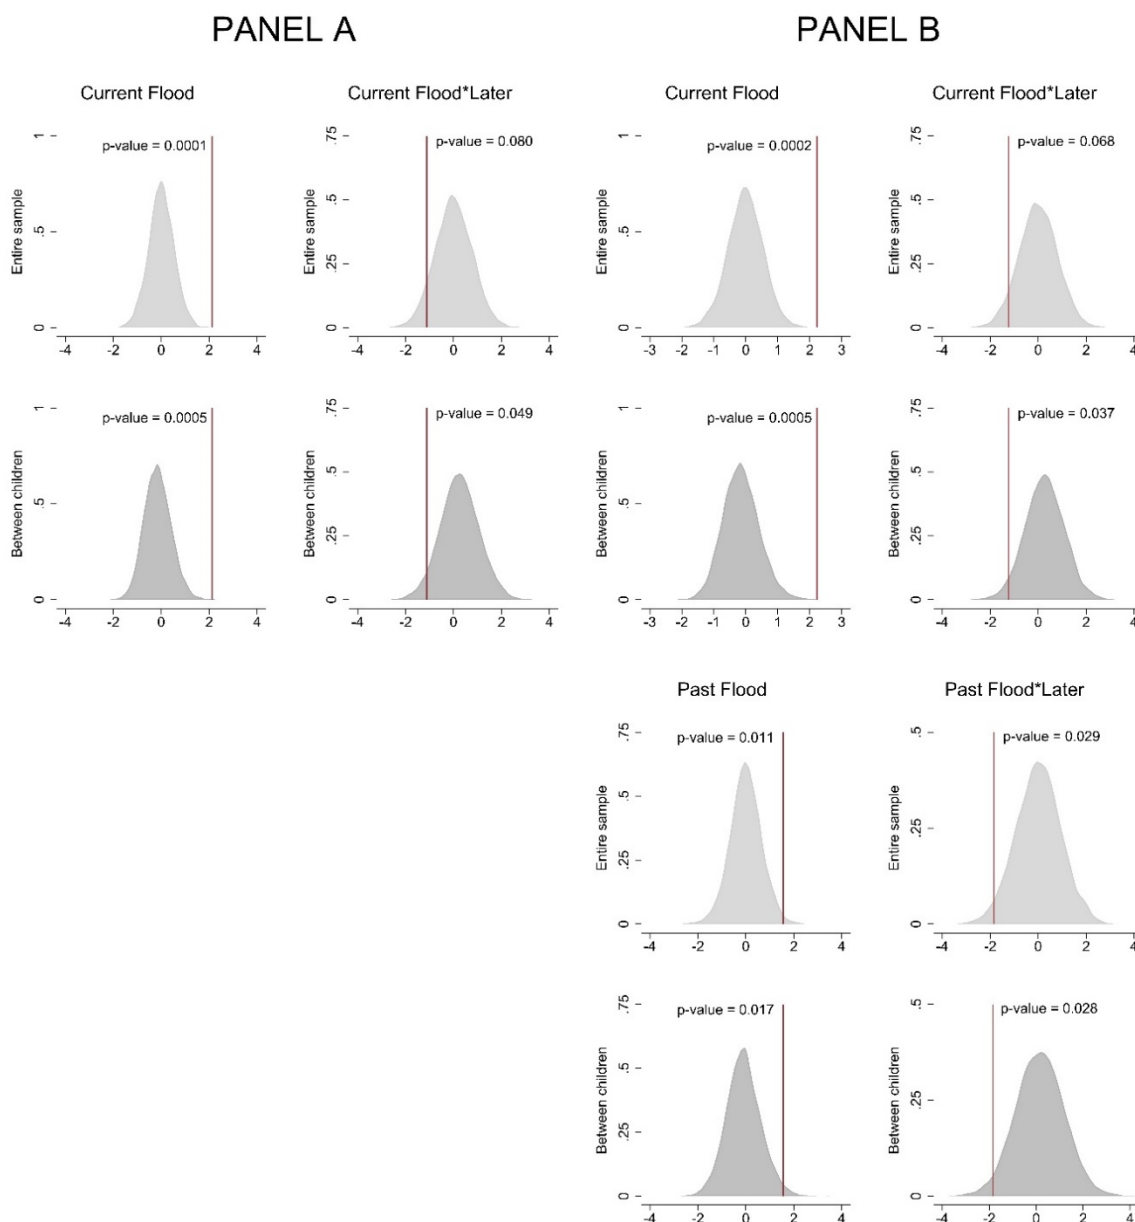 PANEL A
PANEL B
Current Flood
Current Flood*Later
Current Flood
Current Flood*Later
Entire sample
0
.5
1
p-value = 0.0001
-4 -2 0 2 4
Entire sample
0
.25
.5
.75
p-value = 0.080
-4 -2 0 2 4
Entire sample
0
.5
1
p-value = 0.0002
-3 -2 -1 0 1 2 3
Entire sample
0
.25
.5
.75
p-value = 0.068
-4 -2 0 2 4
Between children
0
.5
1
p-value = 0.0005
-4 -2 0 2 4
Between children
0
.25
.5
.75
p-value = 0.049
-4 -2 0 2 4
Between children
0
.5
1
p-value = 0.0005
-3 -2 -1 0 1 2 3
Between children
0
.25
.5
.75
p-value = 0.037
-4 -2 0 2 4
Past Flood
Past Flood*Later
Entire sample
0
.25
.5
.75
p-value = 0.011
-4 -2 0 2 4
Entire sample
0
.25
.5
p-value = 0.029
-4 -2 0 2 4
Between children
0
.25
.5
.75
p-value = 0.017
-4 -2 0 2 4
Between children
0
.25
.5
p-value = 0.028
-4 -2 0 2 4